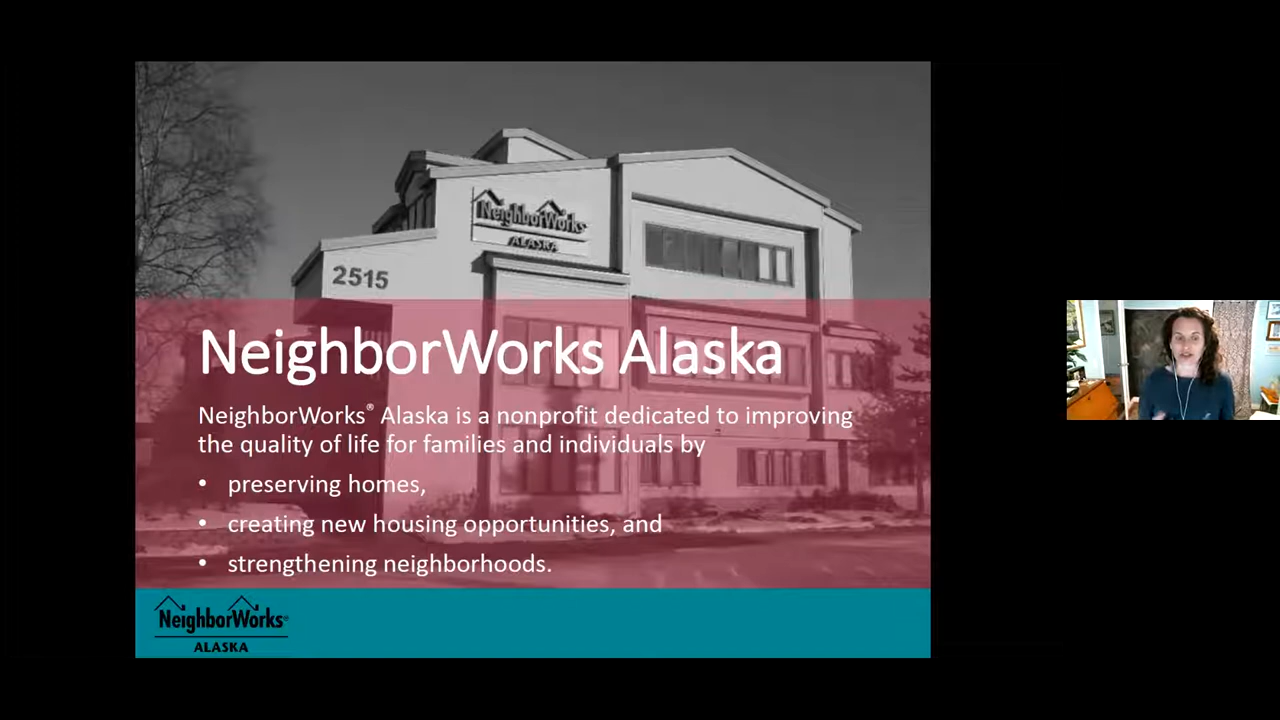 NeighborWorks
ALASKA
2515
NeighborWorks Alaska
NeighborWorks® Alaska is a nonprofit dedicated to improving
the quality of life for families and individuals by
• preserving homes,
• creating new housing opportunities, and
• strengthening neighborhoods.
NeighborWorks®
ALASKA